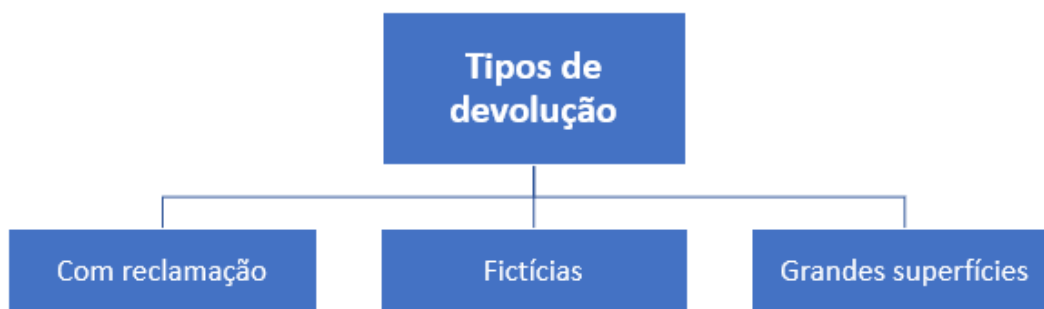 Tipos de
devolução
Com reclamação
Fictícias
Grandes superfícies